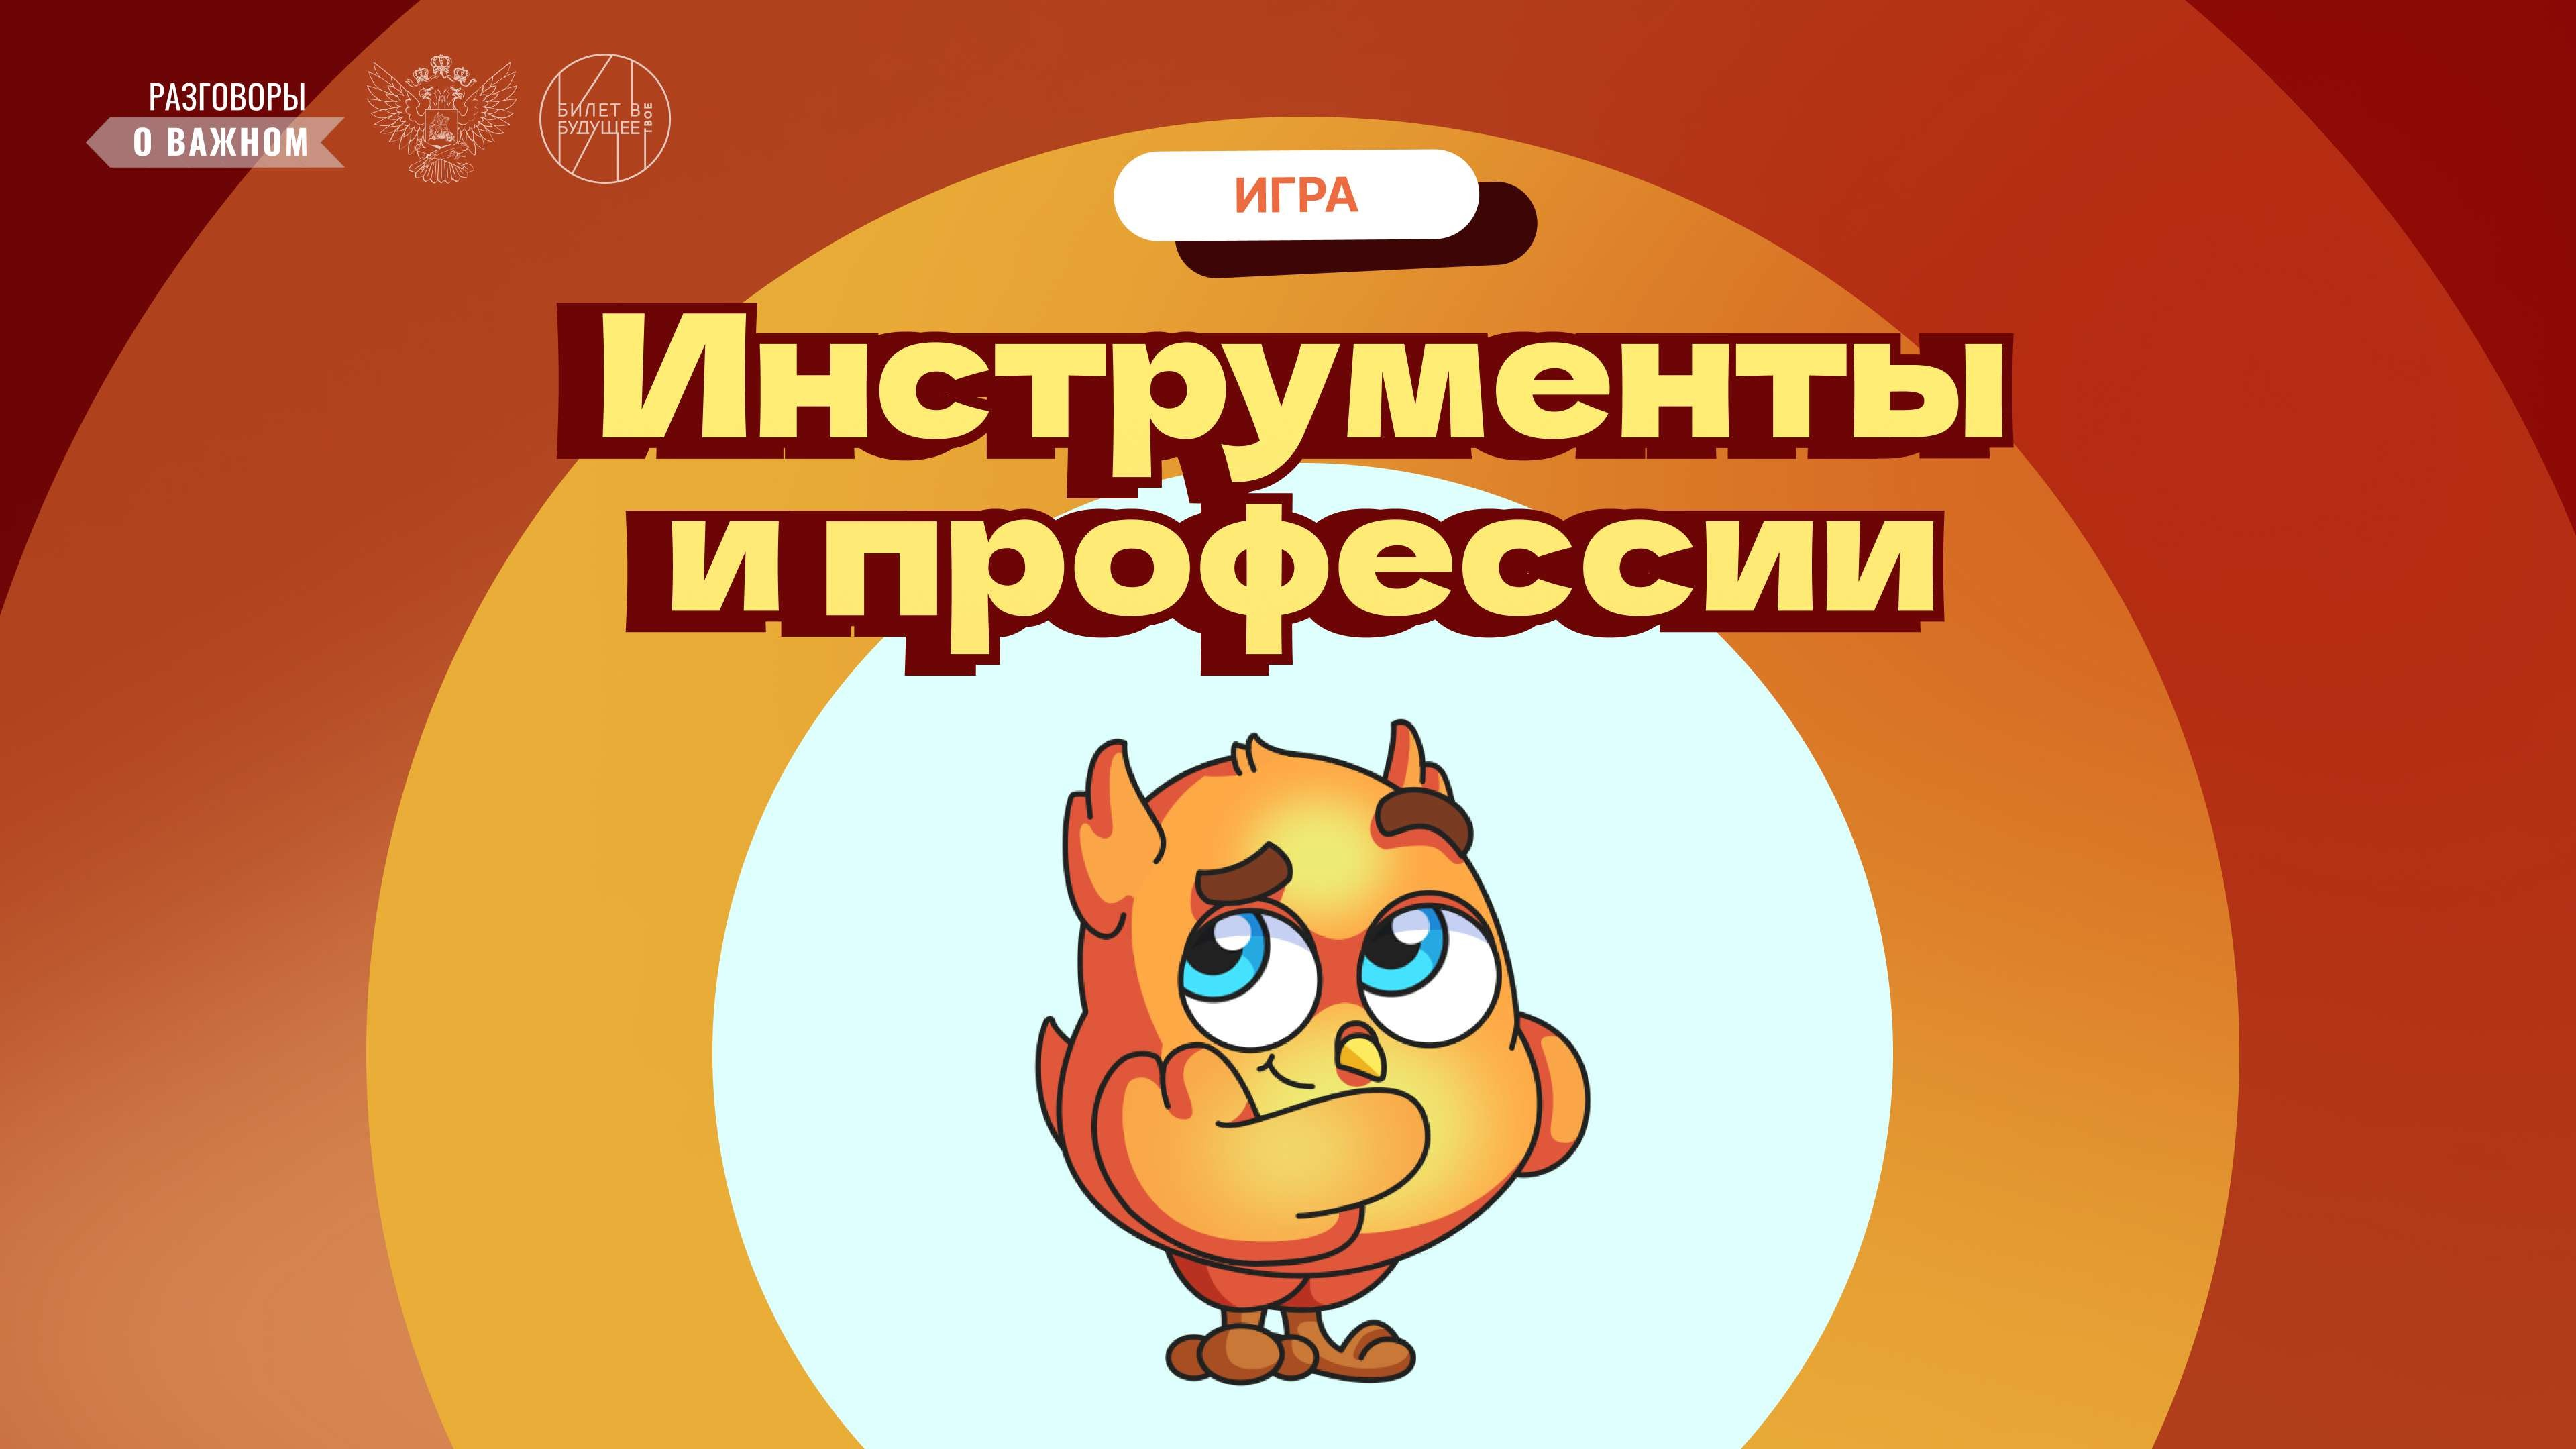 РАЗГОВОРЫ
О ВАЖНОМ
БИЛЕТ В
БУДУЩЕЕ
ТВОЕ
ИГРА
Инструменты
и профессии